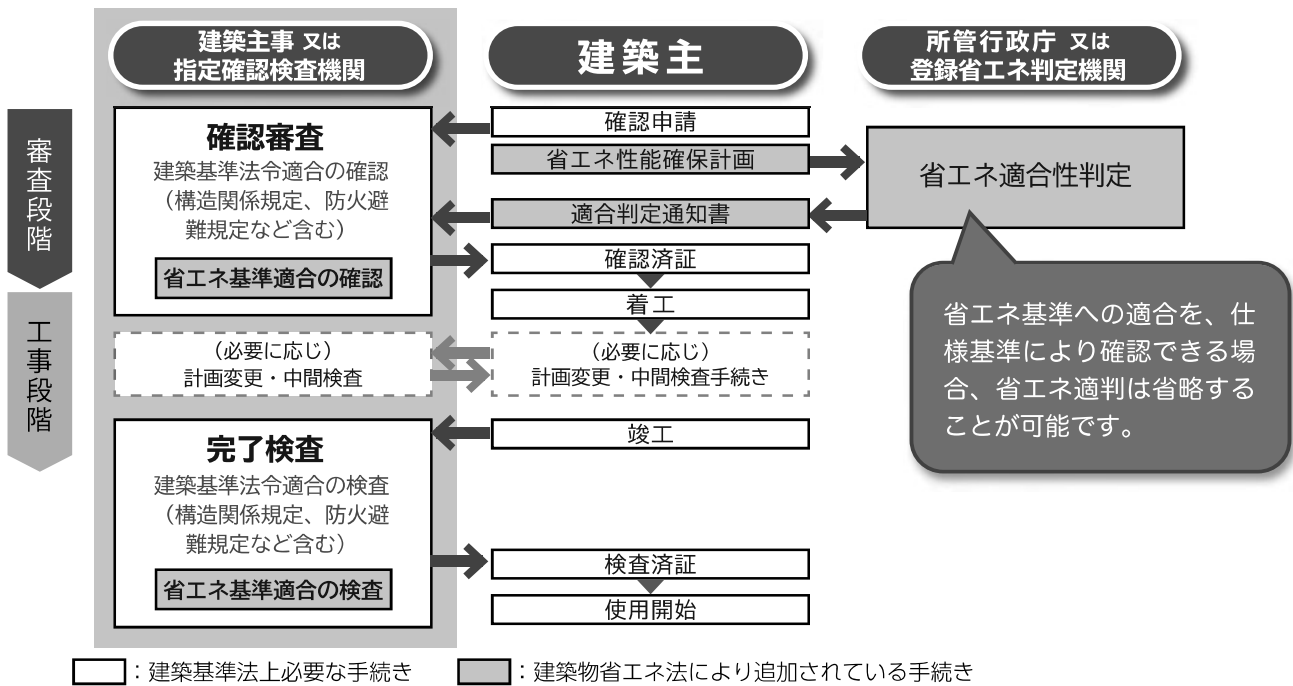 建築主事 又は
指定確認検査機関
建築主
所管行政庁 又は
登録省エネ判定機関
審査段階
確認審査
建築基準法令適合の確認
（構造関係規定、防火避
難規定など含む）
省エネ基準適合の確認
確認申請
省エネ性能確保計画
適合判定通知書
確認済証
着工
省エネ適合性判定
省エネ基準への適合を、仕
様基準により確認できる場
合、省エネ適判は省略する
ことが可能です。
工事段階
（必要に応じ）
計画変更・中間検査
（必要に応じ）
計画変更・中間検査手続き
完了検査
建築基準法令適合の検査
（構造関係規定、防火避
難規定など含む）
省エネ基準適合の検査
竣工
検査済証
使用開始
：建築基準法上必要な手続き
：建築物省エネ法により追加されている手続き